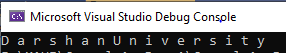 Microsoft Visual Studio Debug Console
D a r s h a n U n i v e r s i t y